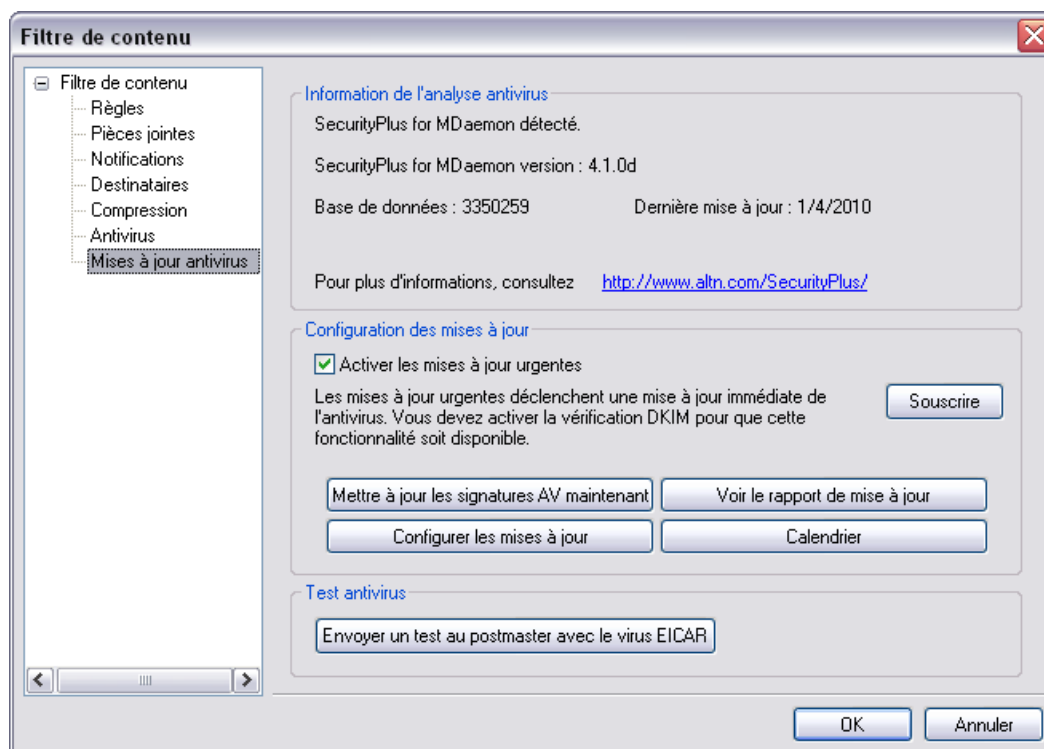 Filtre de contenu
Filtre de contenu
Règles
Pièces jointes
Notifications
Destinataires
Compression
Antivirus
Mises à jour antivirus
Information de l'analyse antivirus
SecurityPlus for MDaemon détecté.
SecurityPlus for MDaemon version : 4.1.0d
Base de données : 3350259 Dernière mise à jour : 1/4/2010
Pour plus d'informations, consultez http://www.altn.com/SecurityPlus/
Configuration des mises à jour
Activer les mises à jour urgentes
Les mises à jour urgentes déclenchent une mise à jour immédiate de
l'antivirus. Vous devez activer la vérification DKIM pour que cette
fonctionnalité soit disponible.
Souscrire
Mettre à jour les signatures AV maintenant Voir le rapport de mise à jour
Configurer les mises à jour Calendrier
Test antivirus
Envoyer un test au postmaster avec le virus EICAR
OK Annuler